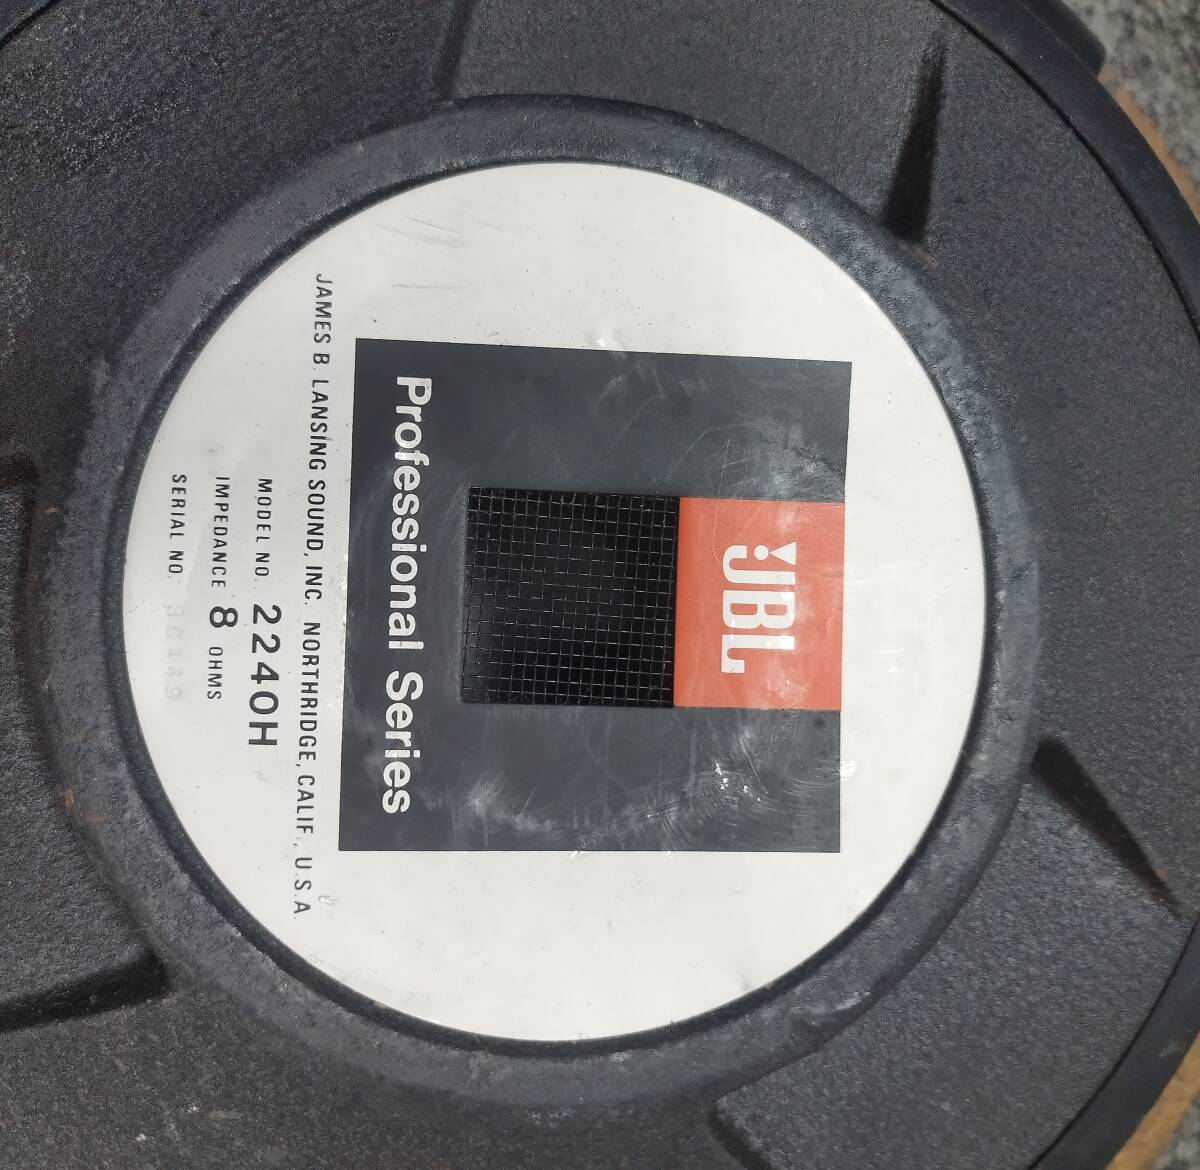 JBL
Professional Series
JAMES B. LANSING SOUND, INC. NORTHRIDGE, CALIF., U.S.A.
MODEL NO. 2240H
IMPEDANCE 8 OHMS
SERIAL NO.